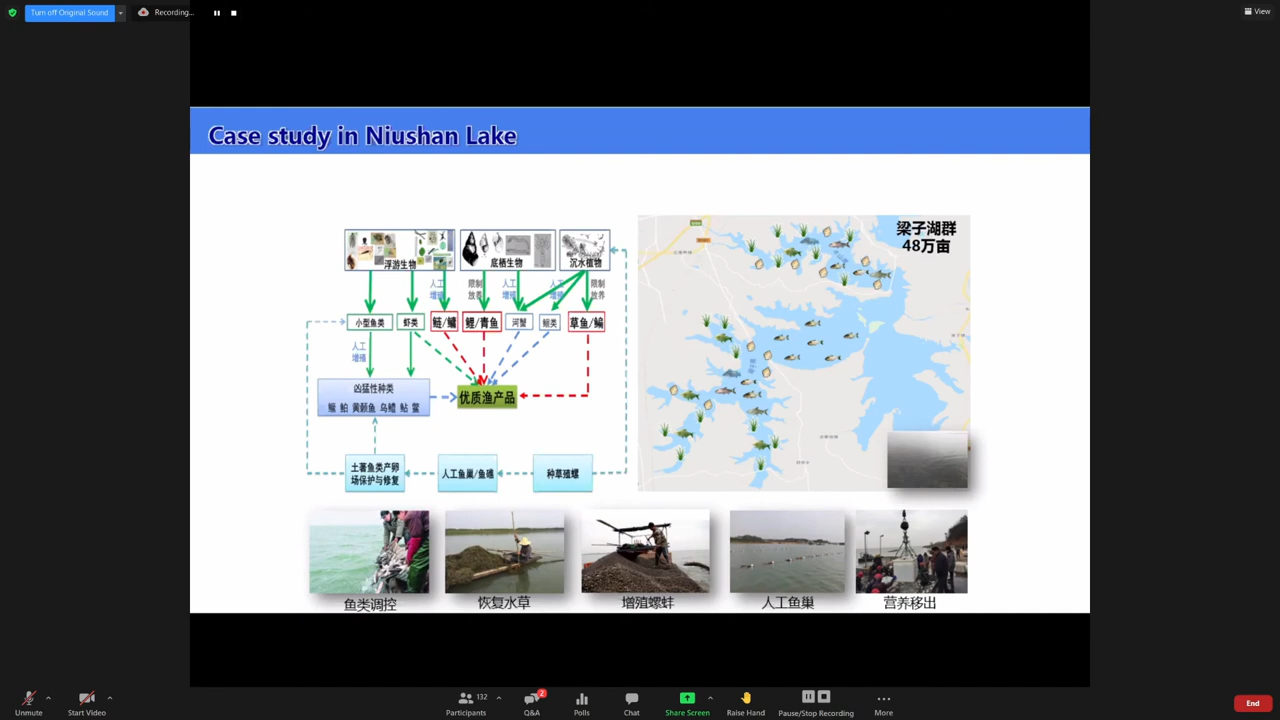 Turn off Original Sound
Recording...
View
Case study in Niushan Lake
浮游生物
底栖生物
沉水植物
人工
增殖
限制
放养
人工
增殖
人工
增殖
限制
放养
小型鱼类
虾类
鲢/鳙
鲤/青鱼
河蟹
鲴类
草鱼/鳊
人工
增殖
凶猛性种类
鳜 鲌 黄颡鱼 乌鳢 鲇 鳖
优质渔产品
土著鱼类产卵
场保护与修复
人工鱼巢/鱼礁
种草殖螺
梁子湖群
48万亩
鱼类调控
恢复水草
增殖螺蚌
人工鱼巢
营养移出
Unmute
Start Video
132
Participants
2
Q&A
Polls
Chat
Share Screen
Raise Hand
Pause/Stop Recording
More
End